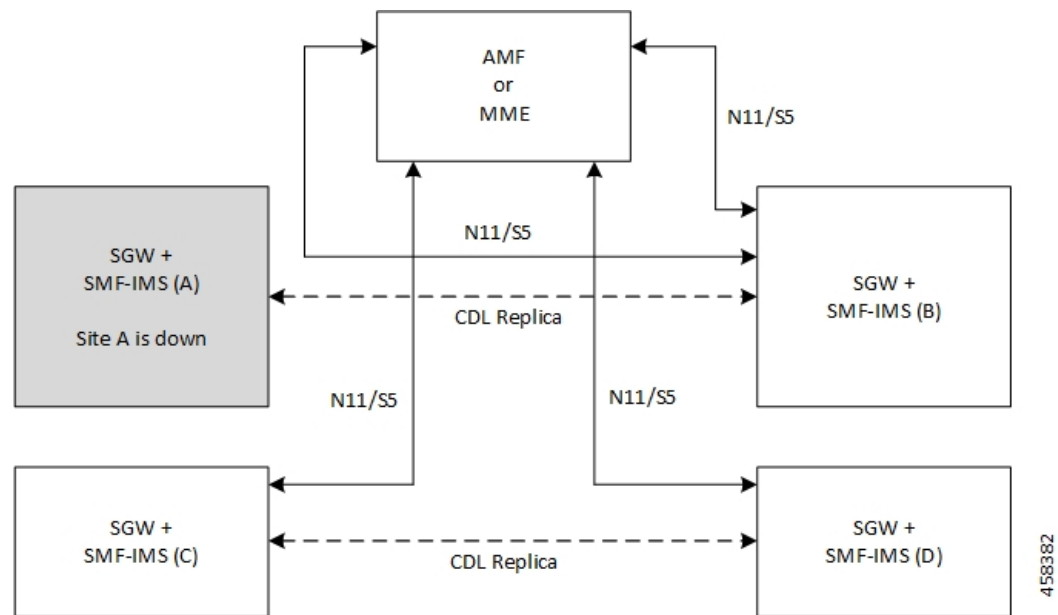 AMF
or
MME
N11/S5
SGW +
SMF-IMS (A)
Site A is down
N11/S5
SGW +
SMF-IMS (B)
CDL Replica
N11/S5
N11/S5
SGW +
SMF-IMS (C)
CDL Replica
SGW +
SMF-IMS (D)
458382